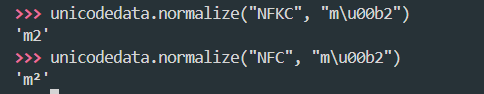 >>> unicodedata.normalize("NFKC", "m\u00b2")
'm2'
>>> unicodedata.normalize("NFC", "m\u00b2")
'm²'